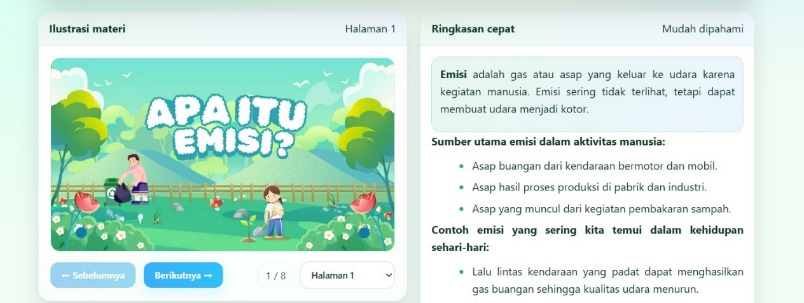 Ilustrasi materi
Halaman 1
APA ITU
EMISI?
← Sebelumnya
Berikutnya →
1 / 8
Halaman 1
Ringkasan cepat
Mudah dipahami
Emisi adalah gas atau asap yang keluar ke udara karena
kegiatan manusia. Emisi sering tidak terlihat, tetapi dapat
membuat udara menjadi kotor.
Sumber utama emisi dalam aktivitas manusia:
• Asap buangan dari kendaraan bermotor dan mobil.
• Asap hasil proses produksi di pabrik dan industri.
• Asap yang muncul dari kegiatan pembakaran sampah.
Contoh emisi yang sering kita temui dalam kehidupan
sehari-hari:
• Lalu lintas kendaraan yang padat dapat menghasilkan
gas buangan sehingga kualitas udara menurun.